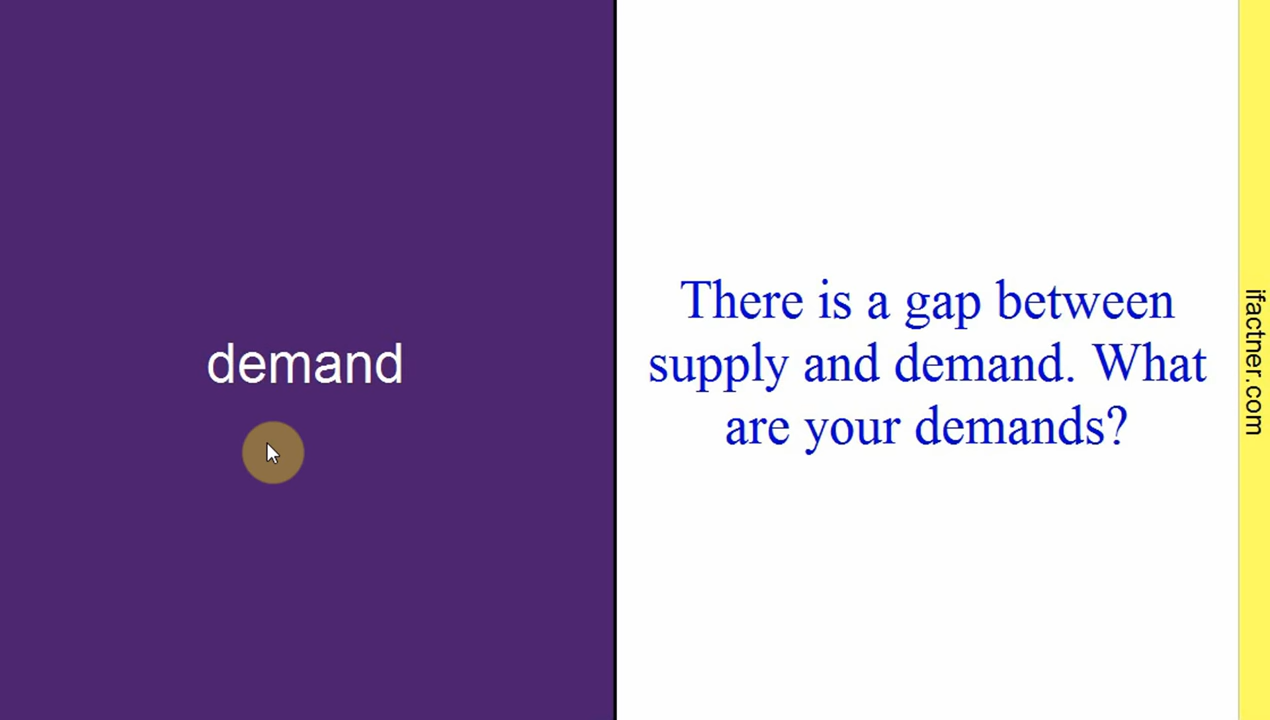 demand
There is a gap between
supply and demand. What
are your demands?
ifactner.com